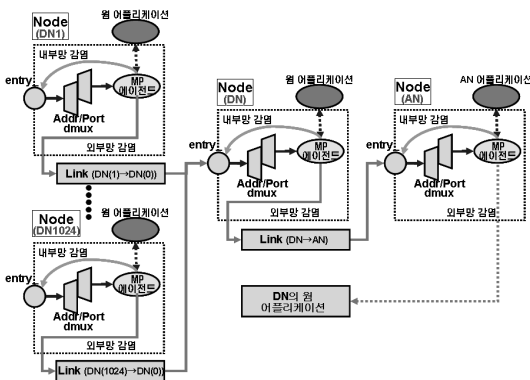 웜 어플리케이션
Node
(DN1)
내부망 감염
entry
MP
에이전트
Addr/Port
dmux
외부망 감염
Link (DN(1)→DN(0))
Node
(DN1024)
웜 어플리케이션
내부망 감염
entry
MP
에이전트
Addr/Port
dmux
외부망 감염
Link (DN(1024)→DN(0))
Node
(DN)
웜 어플리케이션
내부망 감염
entry
MP
에이전트
Addr/Port
dmux
외부망 감염
Link (DN→AN)
Node
(AN)
AN 어플리케이션
내부망 감염
entry
MP
에이전트
Addr/Port
dmux
외부망 감염
DN의 웜
어플리케이션